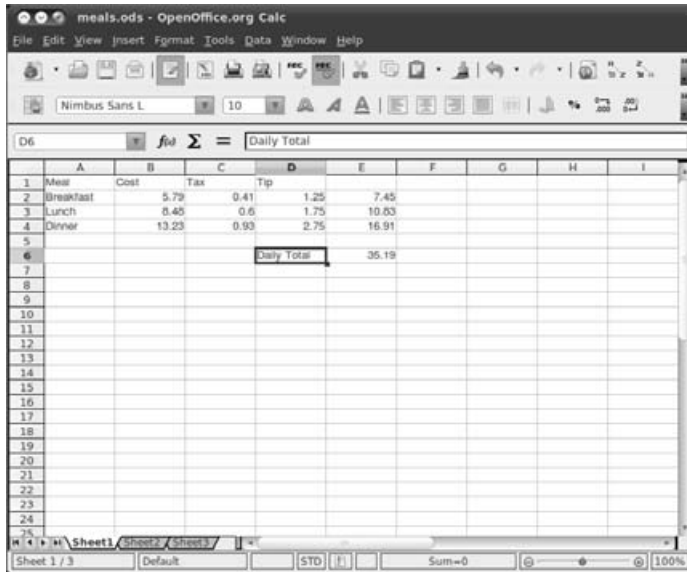 meals.ods - OpenOffice.org Calc
File Edit View Insert Format Tools Data Window Help
Nimbus Sans L 10
D6 f(x) Σ = Daily Total
A B C D E F G H I
1 Meal Cost Tax Tip
2 Breakfast 5.79 0.41 1.25 7.45
3 Lunch 8.48 0.6 1.75 10.83
4 Dinner 13.23 0.93 2.75 16.91
5
6 Daily Total 35.19
7
8
9
10
11
12
13
14
15
16
17
18
19
20
21
22
23
24
25
Sheet1 Sheet2 Sheet3
Sheet 1 / 3 Default STD Sum=0 100%